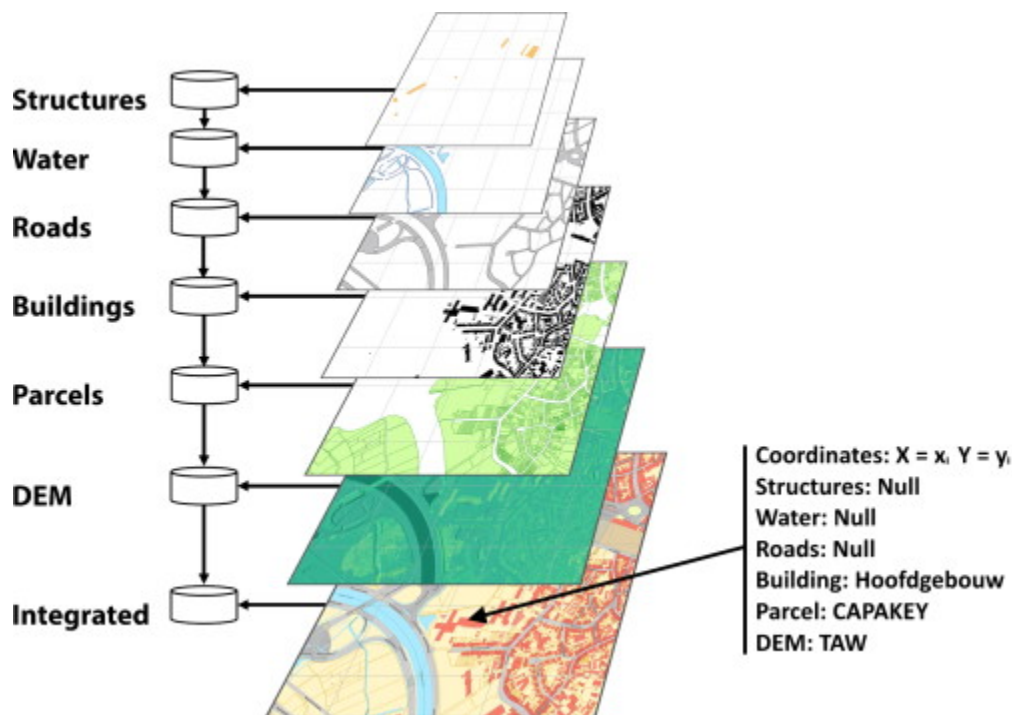 Structures
Water
Roads
Buildings
Parcels
DEM
Integrated
Coordinates: X = xᵢ Y = yᵢ
Structures: Null
Water: Null
Roads: Null
Building: Hoofdgebouw
Parcel: CAPAKEY
DEM: TAW